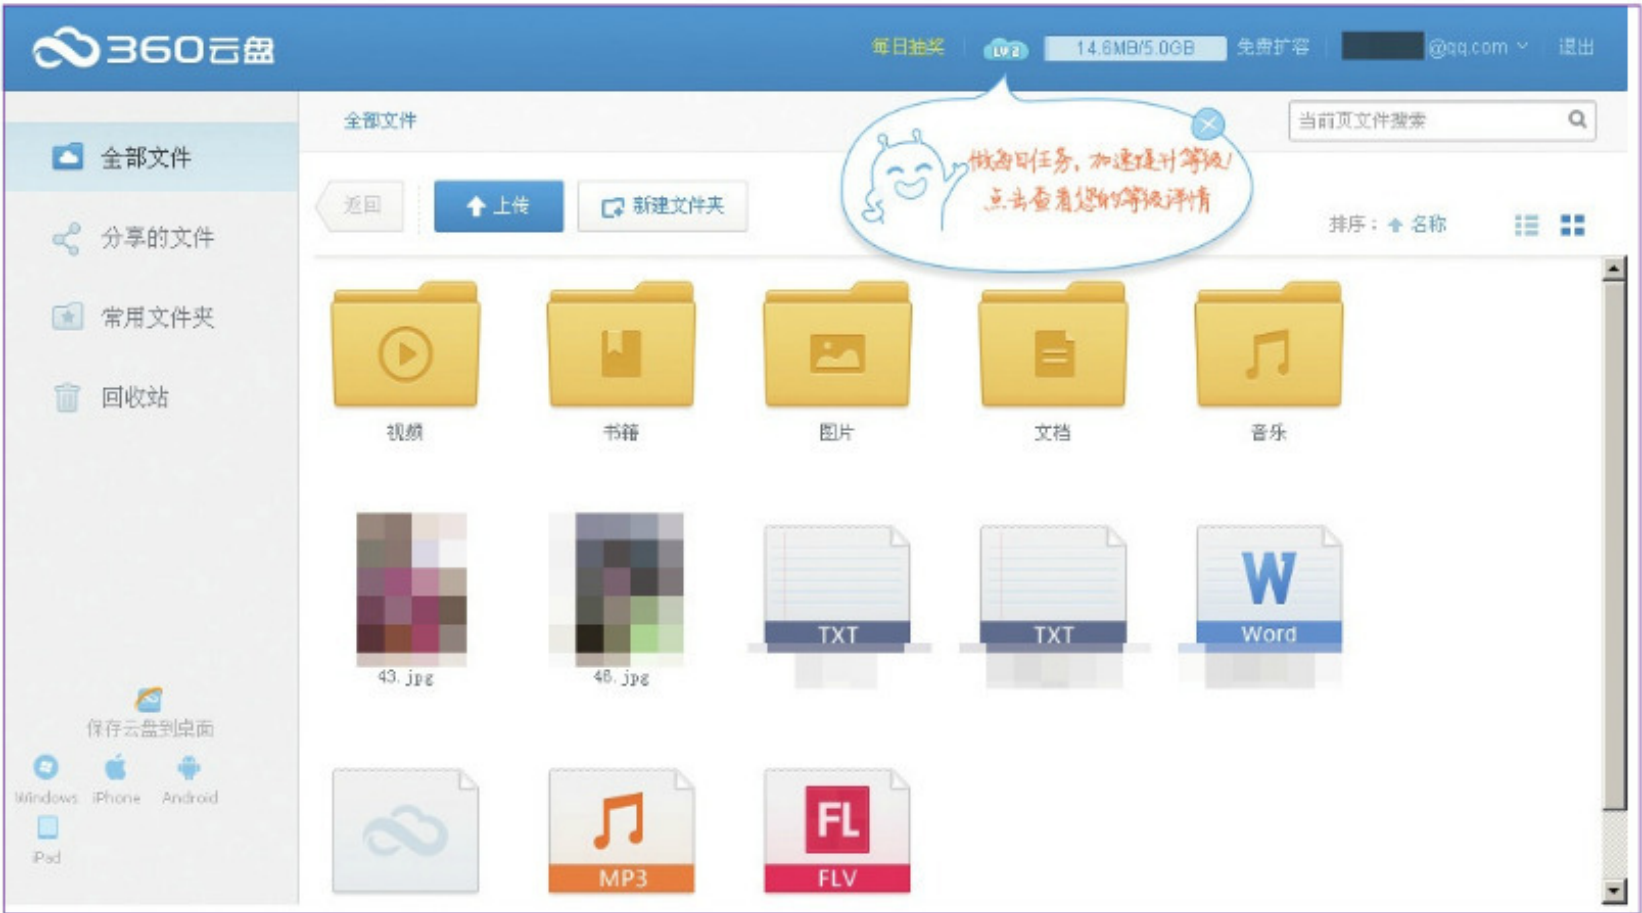 360云盘
每日抽奖
LV 2
14.6MB/5.0GB
免费扩容
@qq.com
退出
全部文件
当前页文件搜索
做每日任务，加速提升等级！
点击查看您的等级详情
全部文件
分享的文件
常用文件夹
回收站
返回
上传
新建文件夹
排序：
名称
视频
书籍
图片
文档
音乐
43.jpg
46.jpg
TXT
TXT
W
Word
MP3
FL
FLV
保存云盘到桌面
Windows
iPhone
Android
iPad